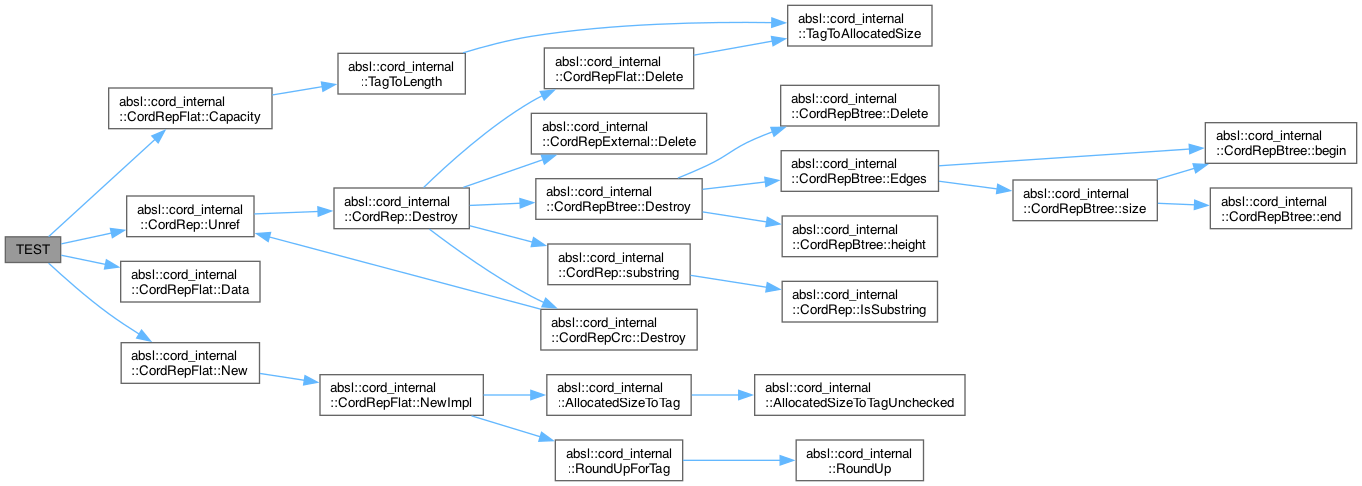 TEST
absl::cord_internal
::CordRepFlat::Capacity
absl::cord_internal
::TagToLength
absl::cord_internal
::TagToAllocatedSize
absl::cord_internal
::CordRep::Unref
absl::cord_internal
::CordRep::Destroy
absl::cord_internal
::CordRepFlat::Delete
absl::cord_internal
::CordRepExternal::Delete
absl::cord_internal
::CordRepBtree::Destroy
absl::cord_internal
::CordRepBtree::Delete
absl::cord_internal
::CordRepBtree::Edges
absl::cord_internal
::CordRepBtree::begin
absl::cord_internal
::CordRepBtree::size
absl::cord_internal
::CordRepBtree::end
absl::cord_internal
::CordRepBtree::height
absl::cord_internal
::CordRep::substring
absl::cord_internal
::CordRep::IsSubstring
absl::cord_internal
::CordRepCrc::Destroy
absl::cord_internal
::CordRepFlat::Data
absl::cord_internal
::CordRepFlat::New
absl::cord_internal
::CordRepFlat::NewImpl
absl::cord_internal
::AllocatedSizeToTag
absl::cord_internal
::AllocatedSizeToTagUnchecked
absl::cord_internal
::RoundUpForTag
absl::cord_internal
::RoundUp